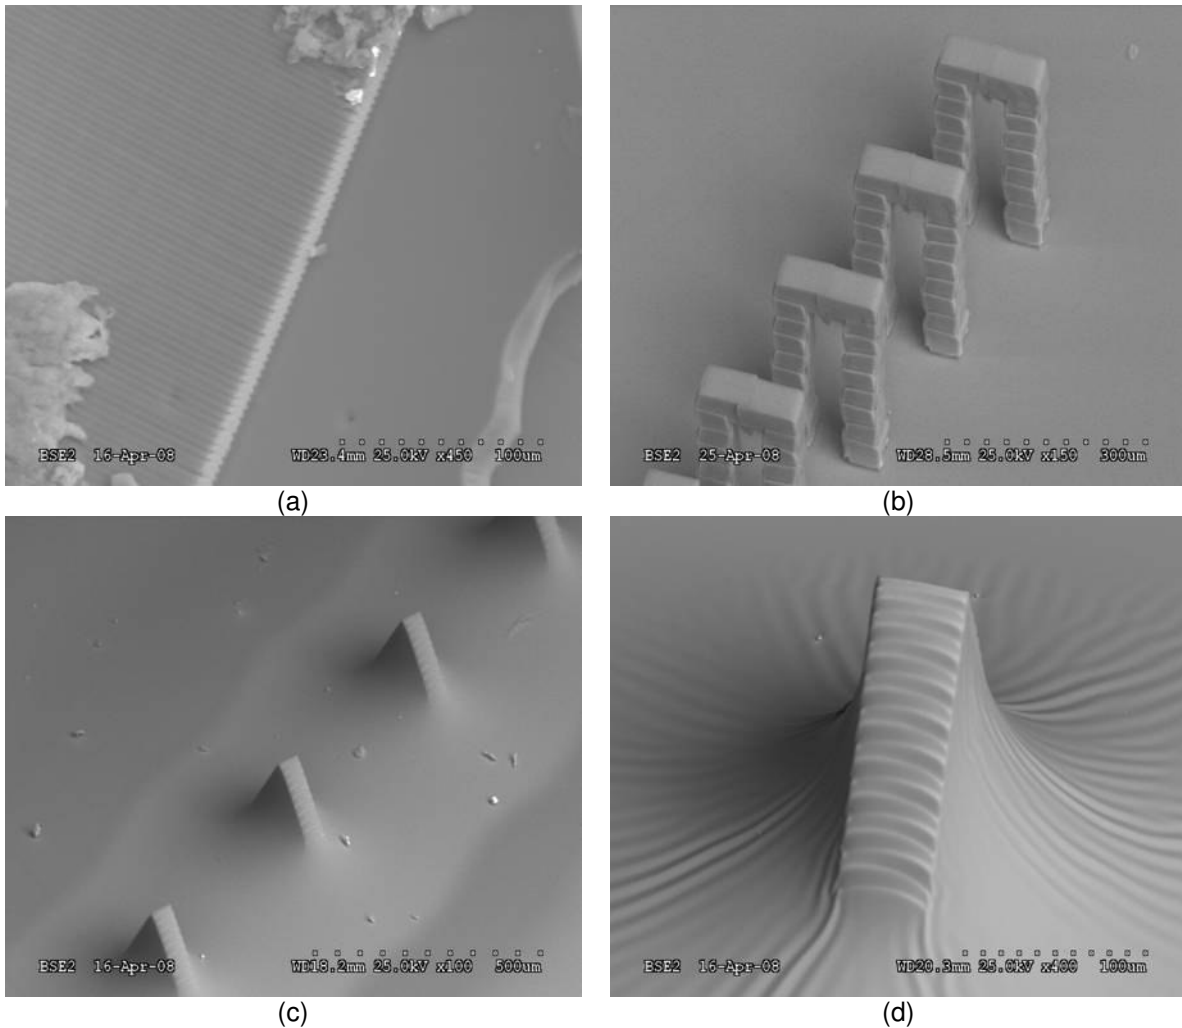 BSE2 16-Apr-08 WD23.4mm 25.0kV x450 100um
(a)
BSE2 25-Apr-08 WD28.5mm 25.0kV x150 300um
(b)
BSE2 16-Apr-08 WD18.2mm 25.0kV x100 500um
(c)
BSE2 16-Apr-08 WD20.3mm 25.0kV x400 100um
(d)